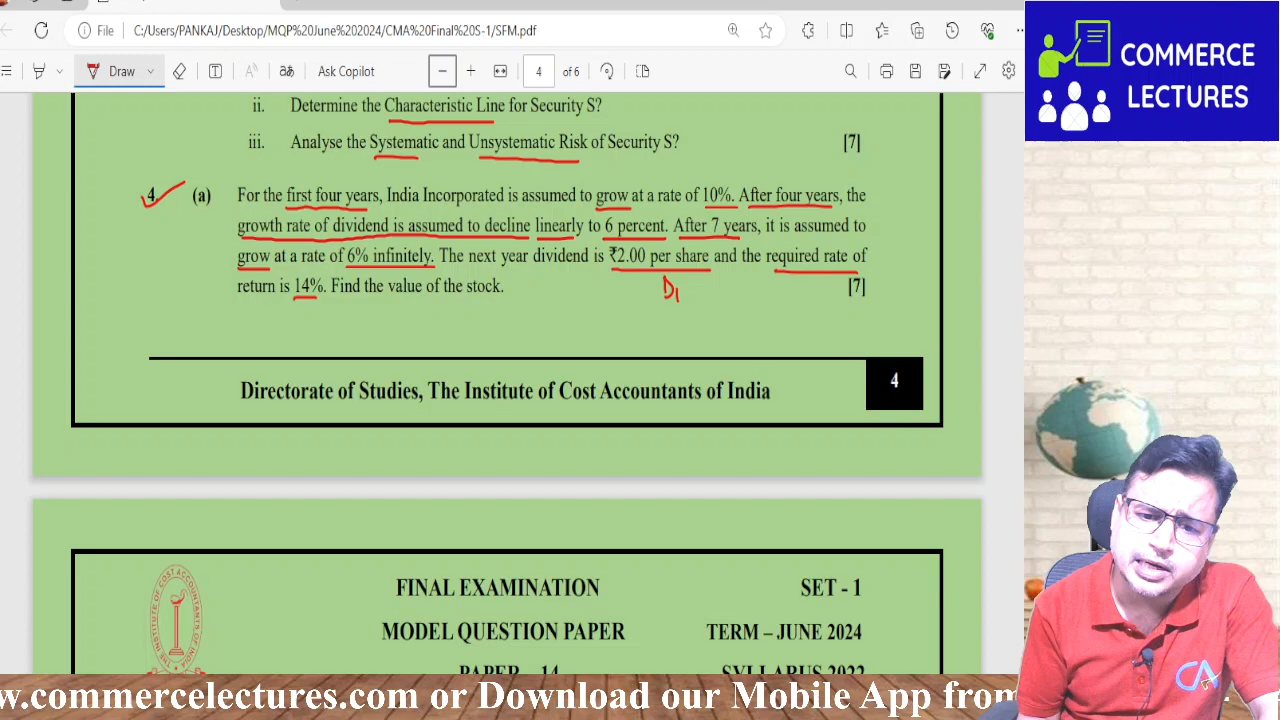 File C:/Users/PANKAJ/Desktop/MQP%20June%202024/CMA%20Final%20S-1/SFM.pdf
Draw Ask Copilot 4 of 6
COMMERCE
LECTURES
ii. Determine the Characteristic Line for Security S?
iii. Analyse the Systematic and Unsystematic Risk of Security S? [7]
4. (a) For the first four years, India Incorporated is assumed to grow at a rate of 10%. After four years, the
growth rate of dividend is assumed to decline linearly to 6 percent. After 7 years, it is assumed to
grow at a rate of 6% infinitely. The next year dividend is ₹2.00 per share and the required rate of
return is 14%. Find the value of the stock. [7]
D1
Directorate of Studies, The Institute of Cost Accountants of India 4
FINAL EXAMINATION SET - 1
MODEL QUESTION PAPER TERM – JUNE 2024
PAPER – 14 SYLLABUS 2022
CA
w.commercelectures.com or Download our Mobile App from